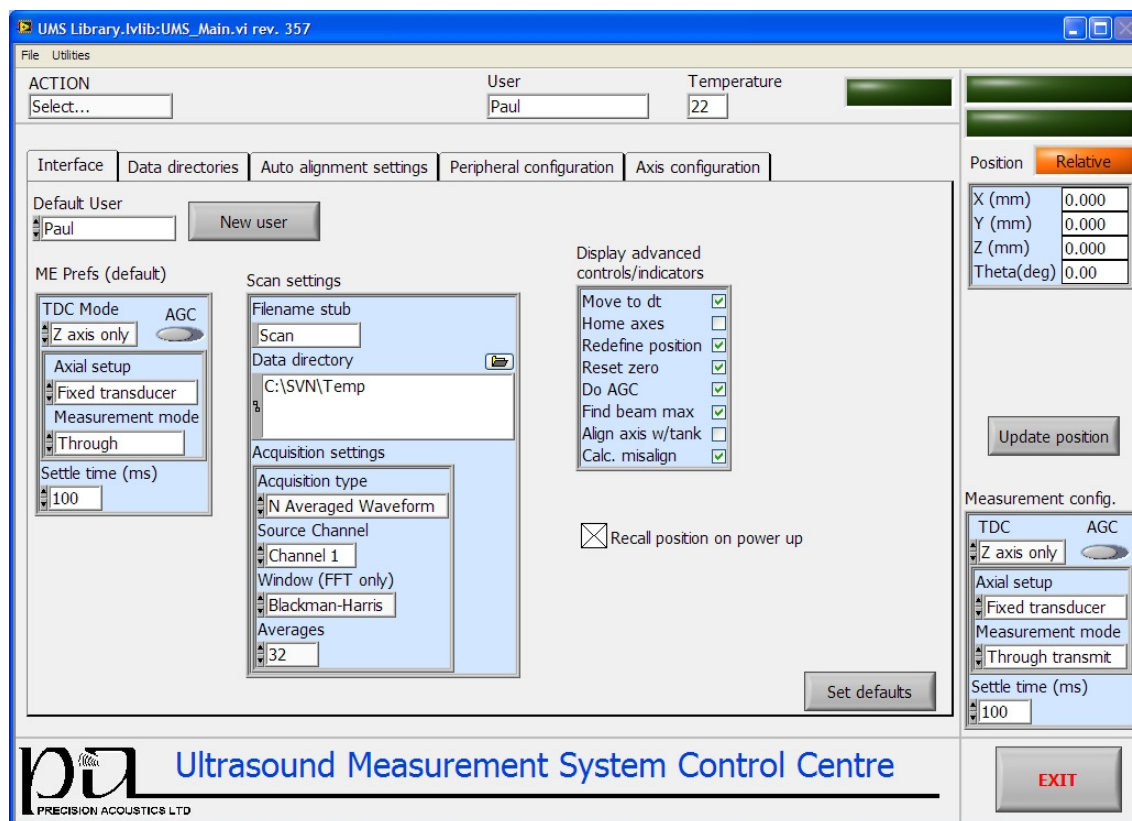 UMS Library.lvlib:UMS_Main.vi rev. 357
File Utilities
ACTION
Select...
User
Paul
Temperature
22
Interface
Data directories
Auto alignment settings
Peripheral configuration
Axis configuration
Default User
Paul
New user
ME Prefs (default)
TDC Mode
AGC
Z axis only
Axial setup
Fixed transducer
Measurement mode
Through
Settle time (ms)
100
Scan settings
Filename stub
Scan
Data directory
C:\SVN\Temp
Acquisition settings
Acquisition type
N Averaged Waveform
Source Channel
Channel 1
Window (FFT only)
Blackman-Harris
Averages
32
Display advanced
controls/indicators
Move to dt
Home axes
Redefine position
Reset zero
Do AGC
Find beam max
Align axis w/tank
Calc. misalign
Recall position on power up
Set defaults
Position
Relative
X (mm) 0.000
Y (mm) 0.000
Z (mm) 0.000
Theta(deg) 0.00
Update position
Measurement config.
TDC
AGC
Z axis only
Axial setup
Fixed transducer
Measurement mode
Through transmit
Settle time (ms)
100
pa
PRECISION ACOUSTICS LTD
Ultrasound Measurement System Control Centre
EXIT